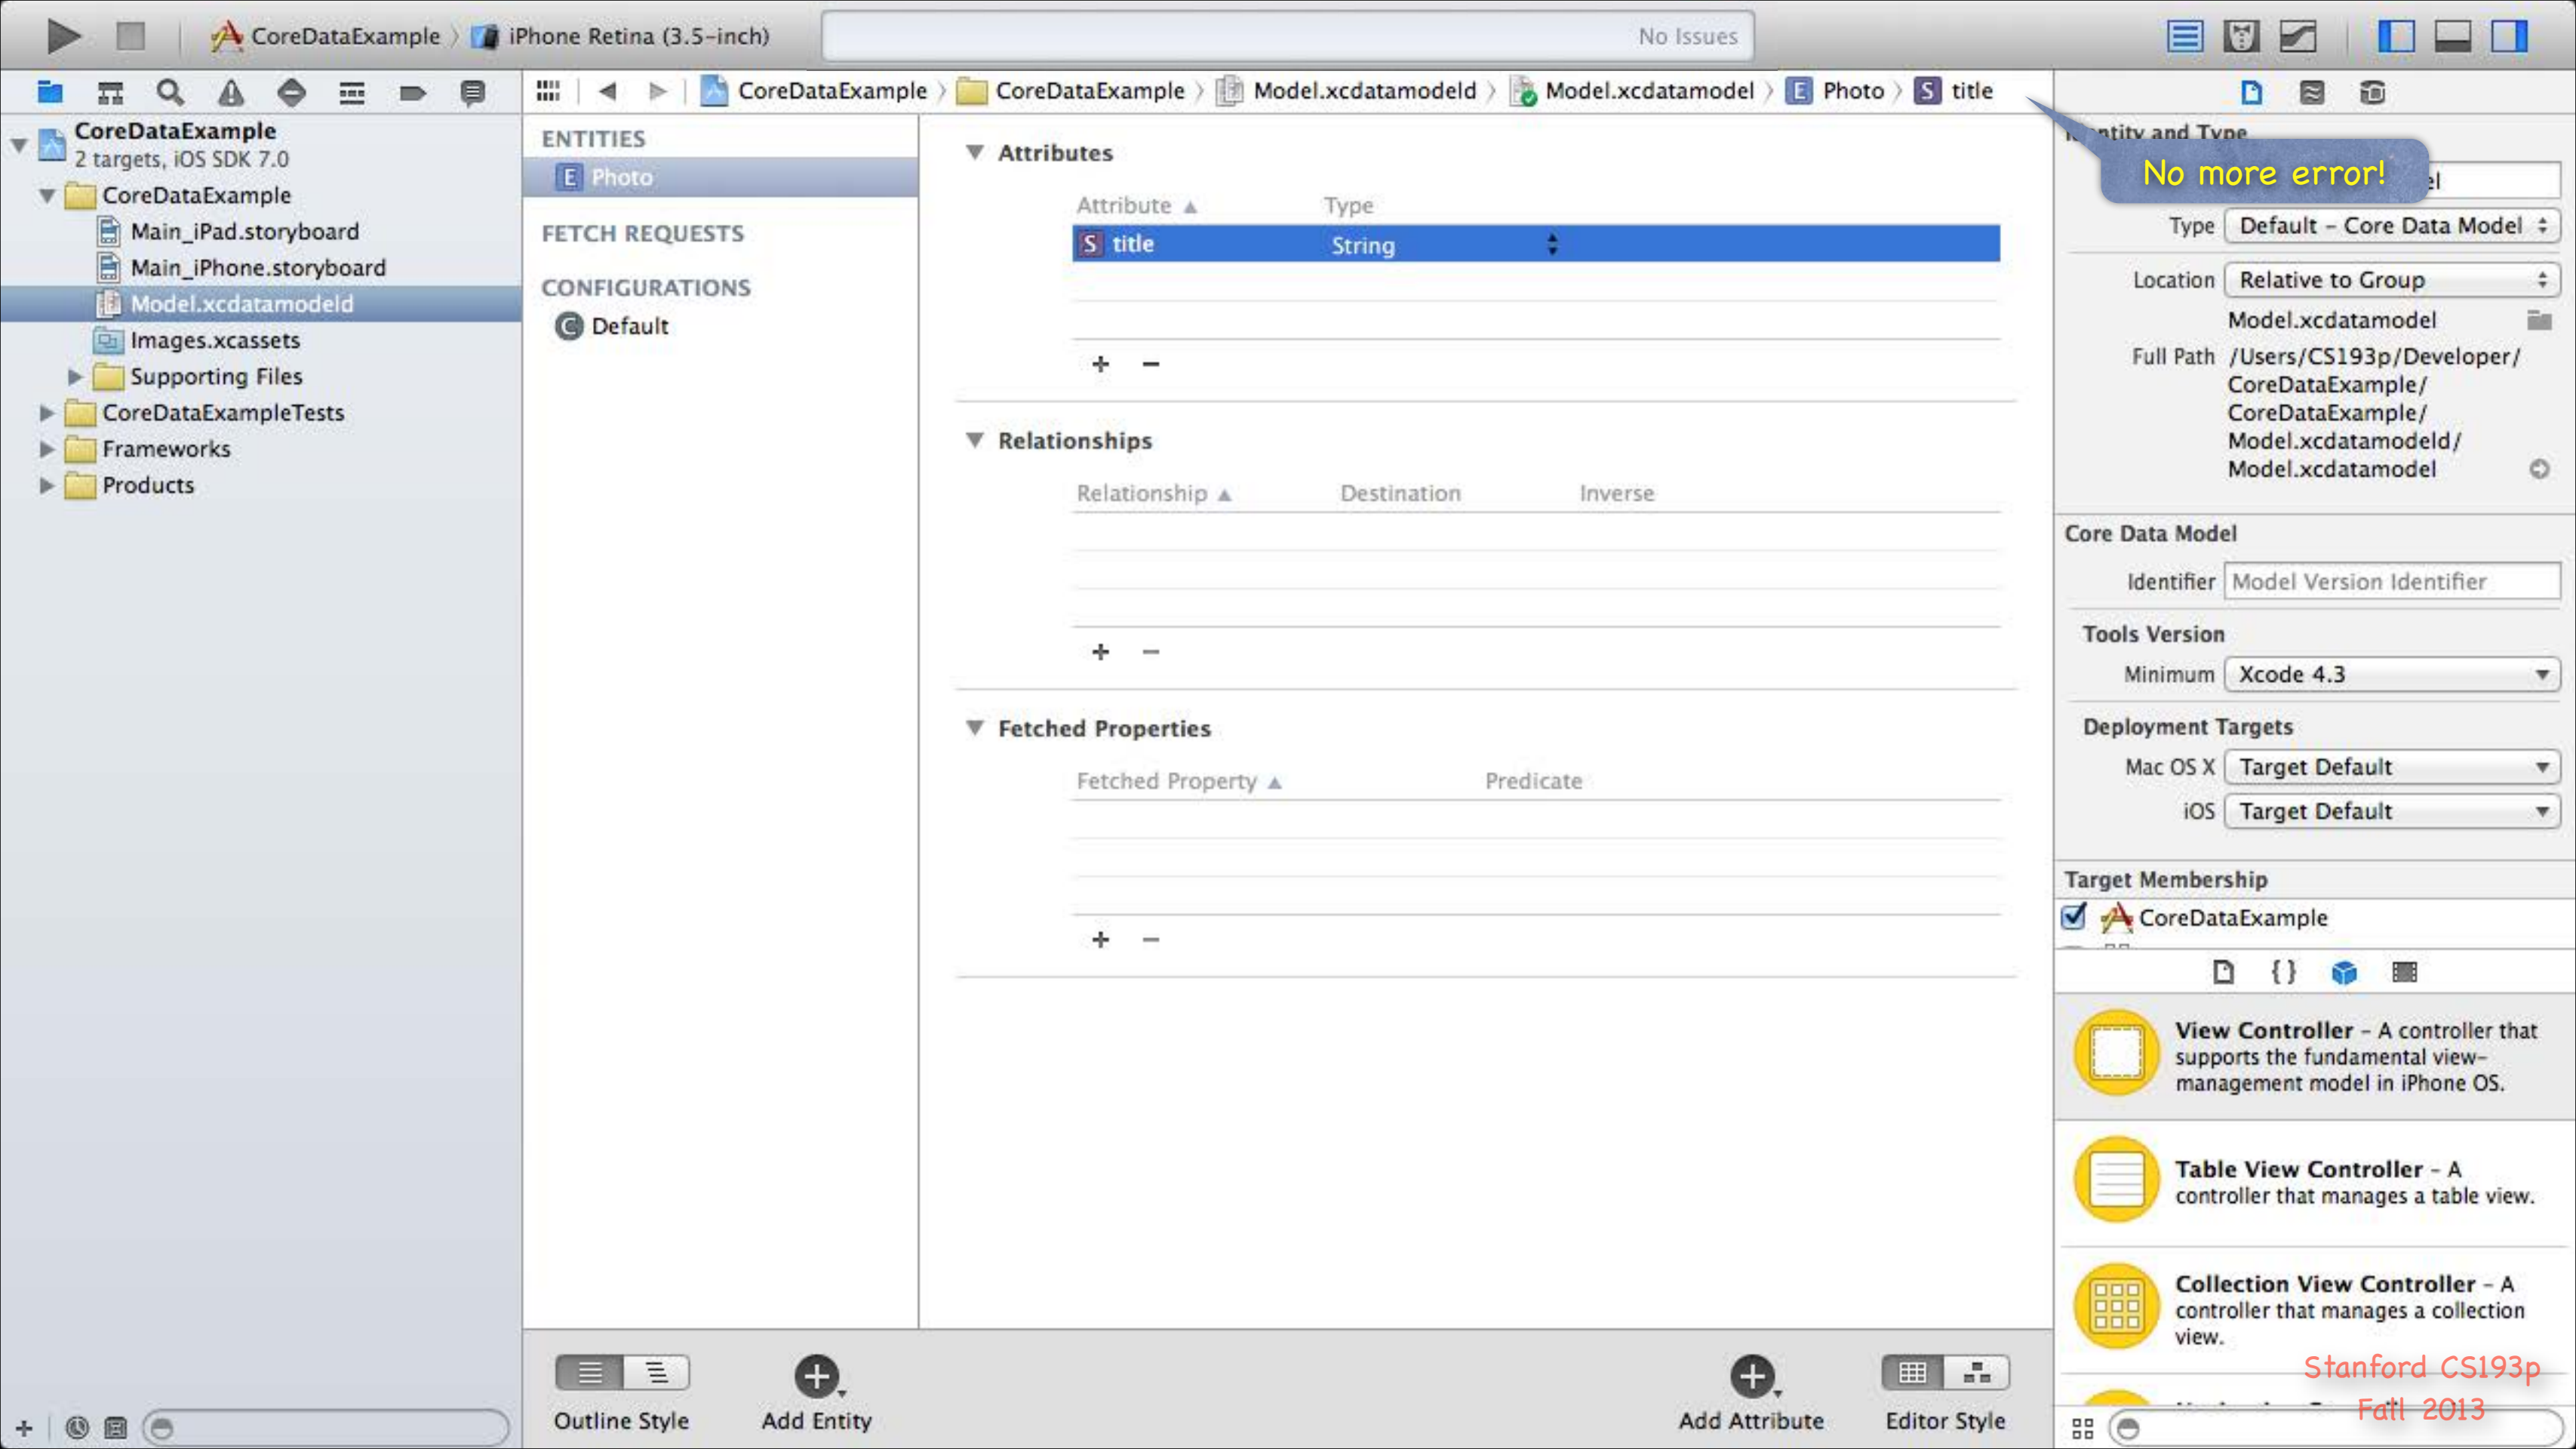 CoreDataExample 〉 iPhone Retina (3.5-inch)
No Issues
CoreDataExample 〉 CoreDataExample 〉 Model.xcdatamodeld 〉 Model.xcdatamodel 〉 E Photo 〉 S title
CoreDataExample
2 targets, iOS SDK 7.0
CoreDataExample
Main_iPad.storyboard
Main_iPhone.storyboard
Model.xcdatamodeld
Images.xcassets
Supporting Files
CoreDataExampleTests
Frameworks
Products
ENTITIES
E Photo
FETCH REQUESTS
CONFIGURATIONS
C Default
Attributes
Attribute Type
S title String
Relationships
Relationship Destination Inverse
Fetched Properties
Fetched Property Predicate
Outline Style
Add Entity
Add Attribute
Editor Style
and Type
No more error!
Type Default – Core Data Model
Location Relative to Group
Model.xcdatamodel
Full Path /Users/CS193p/Developer/
CoreDataExample/
CoreDataExample/
Model.xcdatamodeld/
Model.xcdatamodel
Core Data Model
Identifier Model Version Identifier
Tools Version
Minimum Xcode 4.3
Deployment Targets
Mac OS X Target Default
iOS Target Default
Target Membership
CoreDataExample
{ }
View Controller – A controller that
supports the fundamental view-
management model in iPhone OS.
Table View Controller – A
controller that manages a table view.
Collection View Controller – A
controller that manages a collection
view.
Stanford CS193p
Fall 2013